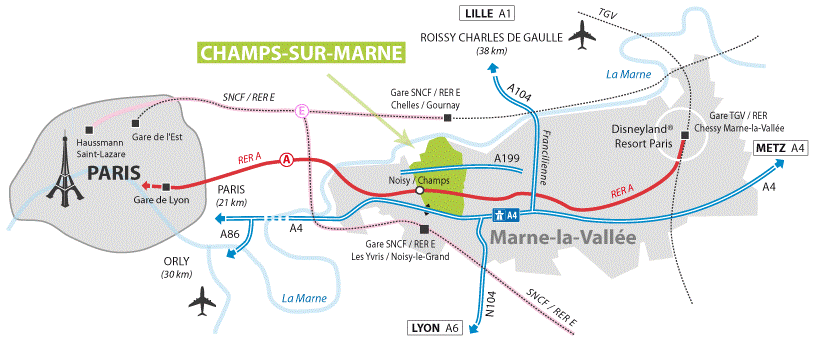 LILLE A1
TGV
ROISSY CHARLES DE GAULLE
(38 km)
CHAMPS-SUR-MARNE
La Marne
SNCF / RER E
E
Gare SNCF / RER E
Chelles / Gournay
A104
Francilienne
Gare TGV / RER
Chessy Marne-la-Vallée
Disneyland®
Resort Paris
METZ A4
Haussmann
Saint-Lazare
Gare de l'Est
RER A
A
A199
PARIS
Noisy / Champs
RER A
A4
Gare de Lyon
PARIS
(21 km)
A86
A4
A4
Marne-la-Vallée
Gare SNCF / RER E
Les Yvris / Noisy-le-Grand
ORLY
(30 km)
La Marne
N104
SNCF / RER E
LYON A6